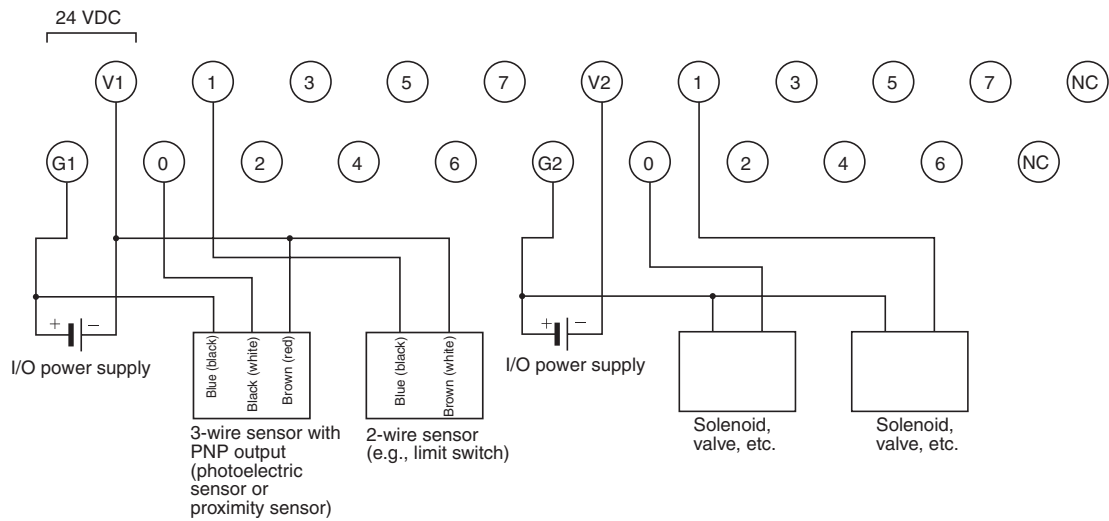 24 VDC
V1 1 3 5 7 V2 1 3 5 7 NC
G1 0 2 4 6 G2 0 2 4 6 NC
+ −
I/O power supply
Blue (black)
Black (white)
Brown (red)
3-wire sensor with
PNP output
(photoelectric
sensor or
proximity sensor)
Blue (black)
Brown (white)
2-wire sensor
(e.g., limit switch)
+ −
I/O power supply
Solenoid,
valve, etc.
Solenoid,
valve, etc.